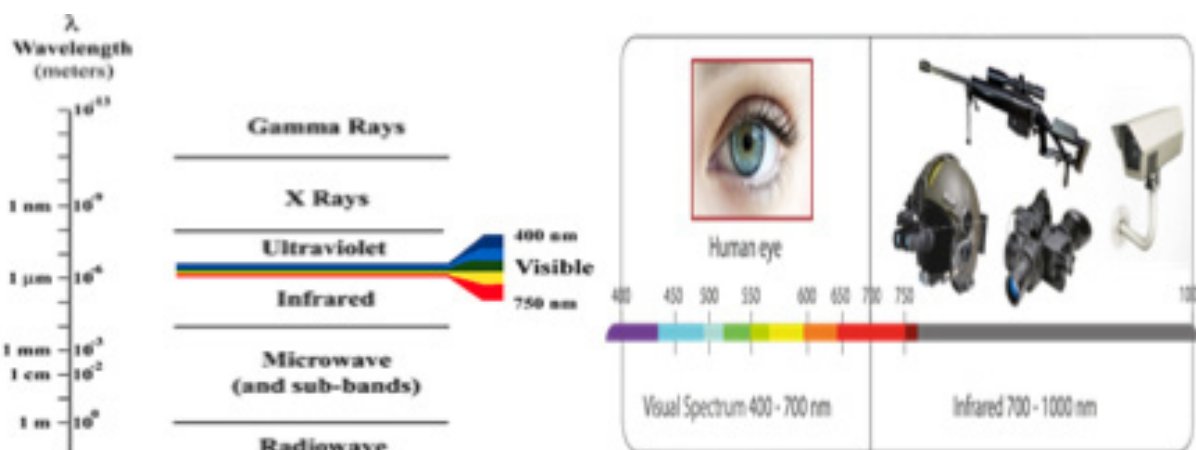 λ
Wavelength
(meters)
10⁻¹³
Gamma Rays
X Rays
1 nm
10⁻⁹
Ultraviolet
400 nm
Visible
750 nm
1 μm
10⁻⁶
Infrared
1 mm
10⁻³
Microwave
(and sub-bands)
1 cm
10⁻²
1 m
10⁰
Radiowave
Human eye
400 450 500 550 600 650 700 750
Visual Spectrum 400 - 700 nm
Infrared 700 - 1000 nm